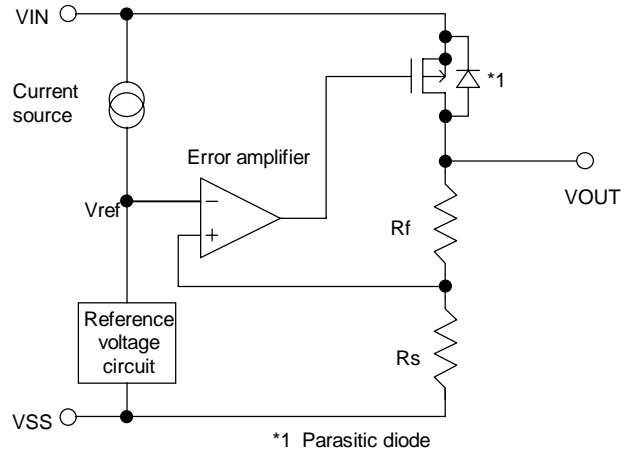 VIN
*1
Current
source
Error amplifier
Vref
−
+
VOUT
Rf
Reference
voltage
circuit
Rs
VSS
*1 Parasitic diode